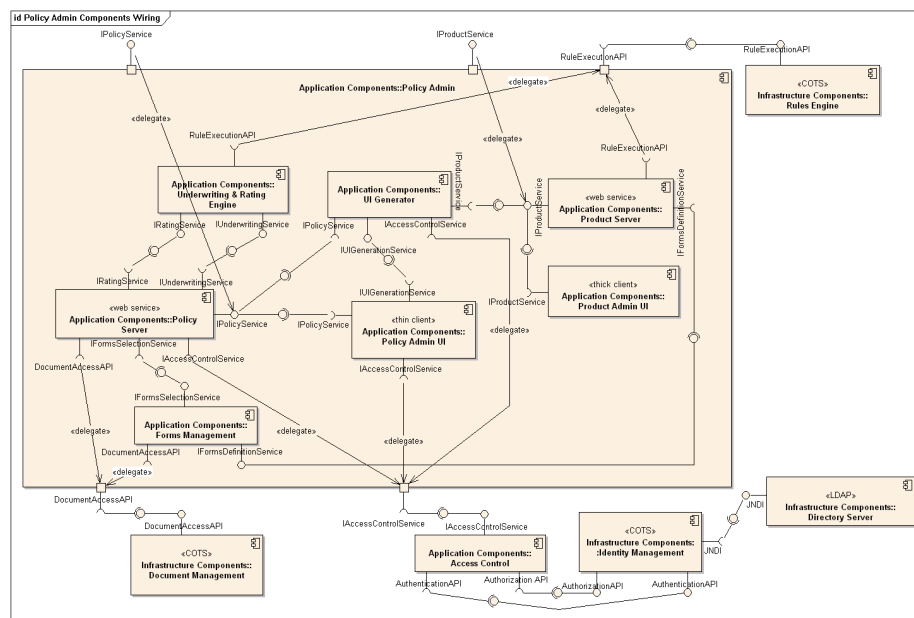 id Policy Admin Components Wiring
IPolicyService
IProductService
RuleExecutionAPI
RuleExecutionAPI
«COTS»
Infrastructure Components::
Rules Engine
Application Components::Policy Admin
«delegate»
«delegate»
«delegate»
«delegate»
RuleExecutionAPI
RuleExecutionAPI
Application Components::
Underwriting & Rating
Engine
Application Components::
UI Generator
IProductService
IProductService
«web service»
Application Components::
Product Server
IFormsDefinitionService
IRatingService
IUnderwritingService
IPolicyService
IAccessControlService
IUIGenerationService
IRatingService
IUnderwritingService
IUIGenerationService
IProductService
«thick client»
Application Components::
Product Admin UI
«web service»
Application Components::Policy
Server
IPolicyService
IPolicyService
«thin client»
Application Components::
Policy Admin UI
«delegate»
IFormsSelectionService
DocumentAccessAPI
IAccessControlService
IAccessControlService
IFormsSelectionService
«delegate»
Application Components::
Forms Management
«delegate»
«delegate»
DocumentAccessAPI
IFormsDefinitionService
«delegate»
DocumentAccessAPI
IAccessControlService
DocumentAccessAPI
IAccessControlService
JNDI
«LDAP»
Infrastructure Components::
Directory Server
«COTS»
Infrastructure Components::
Document Management
Application Components::
Access Control
«COTS»
Infrastructure Components:
:Identity Management
JNDI
AuthenticationAPI
Authorization API
AuthorizationAPI
AuthenticationAPI